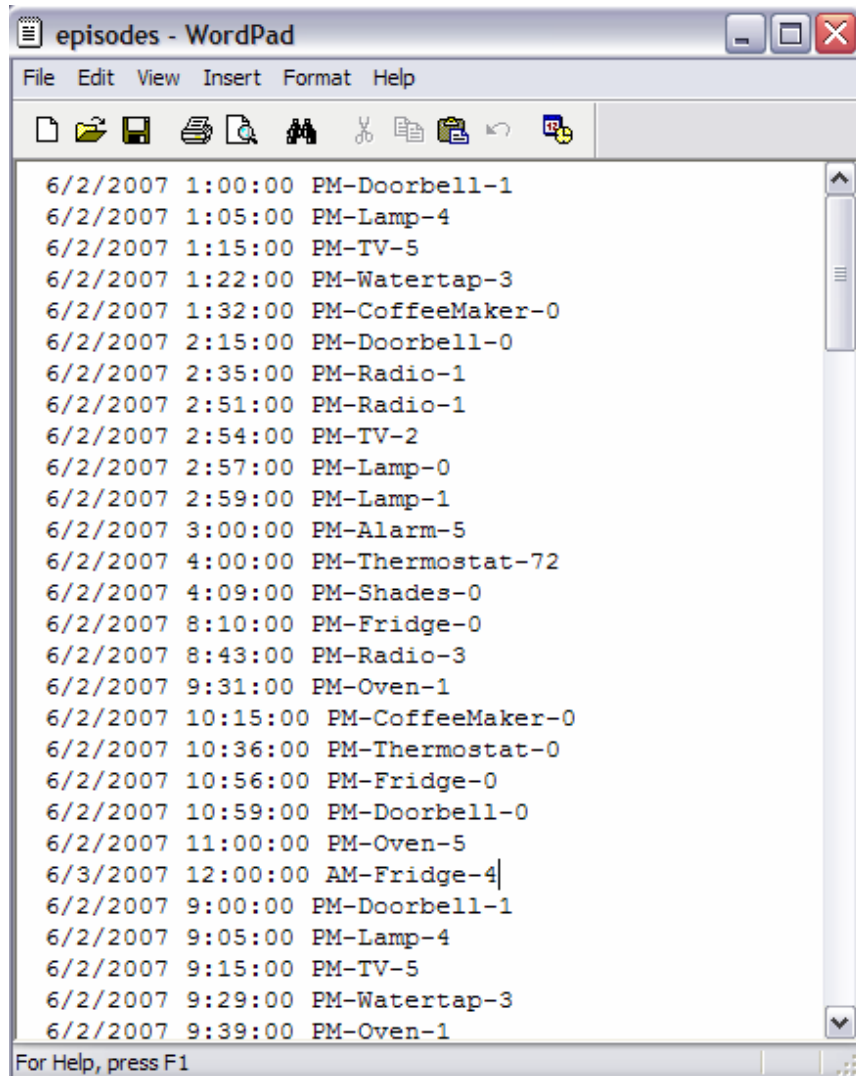 episodes - WordPad
File Edit View Insert Format Help
6/2/2007 1:00:00 PM-Doorbell-1
6/2/2007 1:05:00 PM-Lamp-4
6/2/2007 1:15:00 PM-TV-5
6/2/2007 1:22:00 PM-Watertap-3
6/2/2007 1:32:00 PM-CoffeeMaker-0
6/2/2007 2:15:00 PM-Doorbell-0
6/2/2007 2:35:00 PM-Radio-1
6/2/2007 2:51:00 PM-Radio-1
6/2/2007 2:54:00 PM-TV-2
6/2/2007 2:57:00 PM-Lamp-0
6/2/2007 2:59:00 PM-Lamp-1
6/2/2007 3:00:00 PM-Alarm-5
6/2/2007 4:00:00 PM-Thermostat-72
6/2/2007 4:09:00 PM-Shades-0
6/2/2007 8:10:00 PM-Fridge-0
6/2/2007 8:43:00 PM-Radio-3
6/2/2007 9:31:00 PM-Oven-1
6/2/2007 10:15:00 PM-CoffeeMaker-0
6/2/2007 10:36:00 PM-Thermostat-0
6/2/2007 10:56:00 PM-Fridge-0
6/2/2007 10:59:00 PM-Doorbell-0
6/2/2007 11:00:00 PM-Oven-5
6/3/2007 12:00:00 AM-Fridge-4
6/2/2007 9:00:00 PM-Doorbell-1
6/2/2007 9:05:00 PM-Lamp-4
6/2/2007 9:15:00 PM-TV-5
6/2/2007 9:29:00 PM-Watertap-3
6/2/2007 9:39:00 PM-Oven-1
For Help, press F1